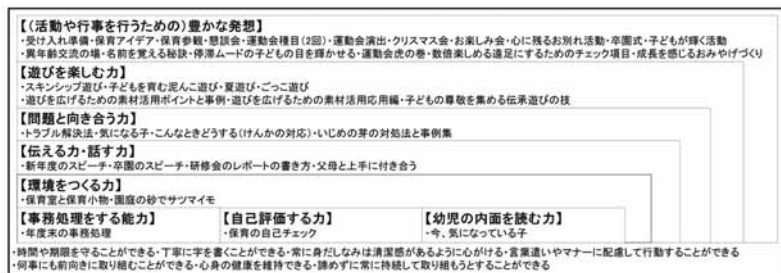 【(活動や行事を行うための)豊かな発想】
・受け入れ準備・保育アイデア・保育参観・懇談会・運動会種目(2回)・運動会演出・クリスマス会・お楽しみ会・心に残るお別れ活動・卒園式・子どもが輝く活動
・異年齢交流の場・名前を覚える秘訣・停滞ムードの子どもの目を輝かせる・運動会虎の巻・数倍楽しめる遠足にするためのチェック項目・成長を感じるおみやげづくり
【遊びを楽しむ力】
・スキンシップ遊び・子どもを育む泥んこ遊び・夏遊び・ごっこ遊び
・遊びを広げるための素材活用ポイントと事例・遊びを広げるための素材活用応用編・子どもの尊敬を集める伝承遊びの技
【問題と向き合う力】
・トラブル解決法・気になる子・こんなときどうする(けんかの対応)・いじめの芽の対処法と事例集
【伝える力・話す力】
・新年度のスピーチ・卒園のスピーチ・研修会のレポートの書き方・父母と上手に付き合う
【環境をつくる力】
・保育室と保育小物・園庭の砂でサツマイモ
【事務処理をする能力】 【自己評価する力】 【幼児の内面を読む力】
・年度末の事務処理 ・保育の自己チェック ・今、気になっている子
・時間や期限を守ることができる・丁寧に字を書くことができる・常に身だしなみは清潔感があるように心がける・言葉遣いやマナーに配慮して行動することができる
・何事にも前向きに取り組むことができる・心身の健康を維持できる・諦めずに常に持続して取り組もうとすることができる